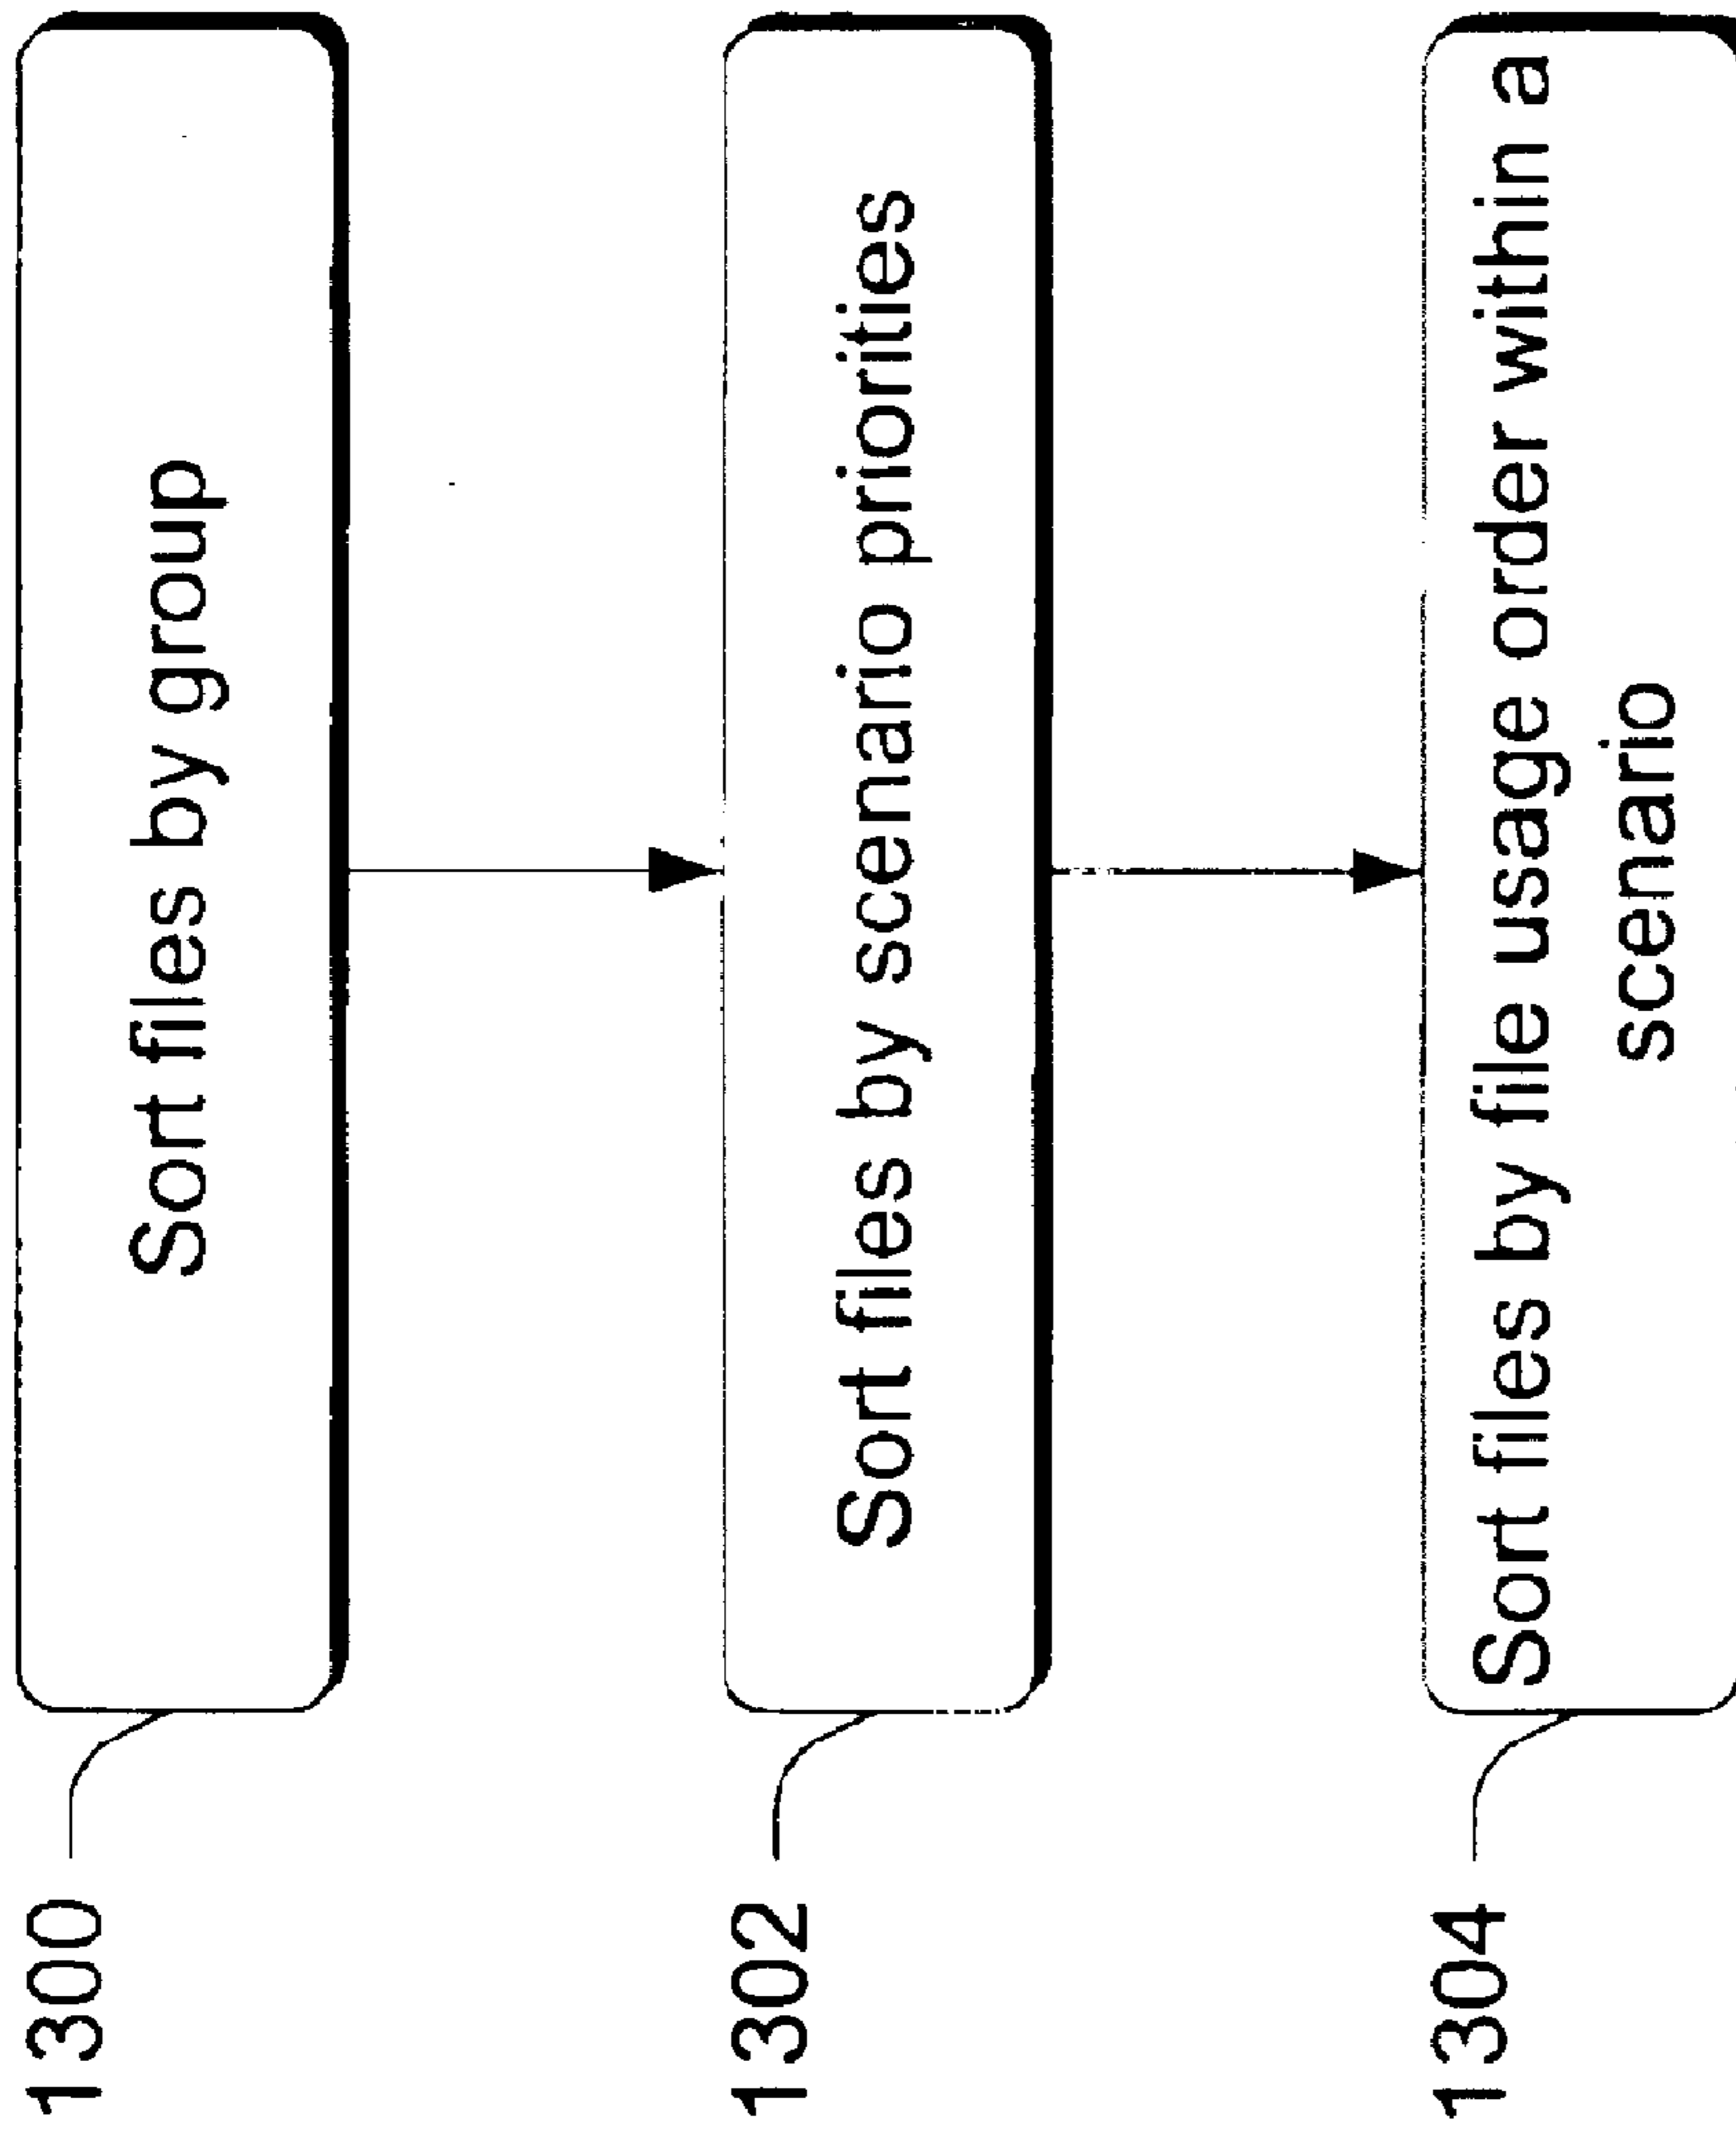 1300
Sort files by group
1302
Sort files by scenario priorities
1304
Sort files by file usage order within a
scenario